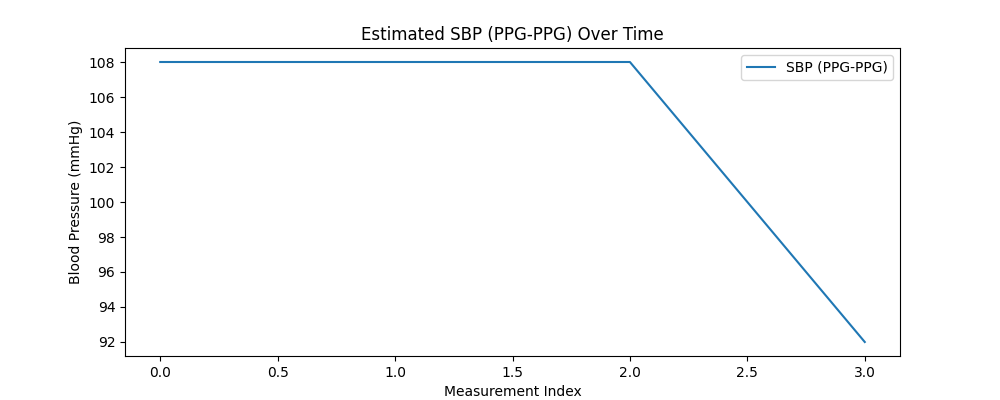 Estimated SBP (PPG-PPG) Over Time
SBP (PPG-PPG)
Blood Pressure (mmHg)
108
106
104
102
100
98
96
94
92
0.0 0.5 1.0 1.5 2.0 2.5 3.0
Measurement Index